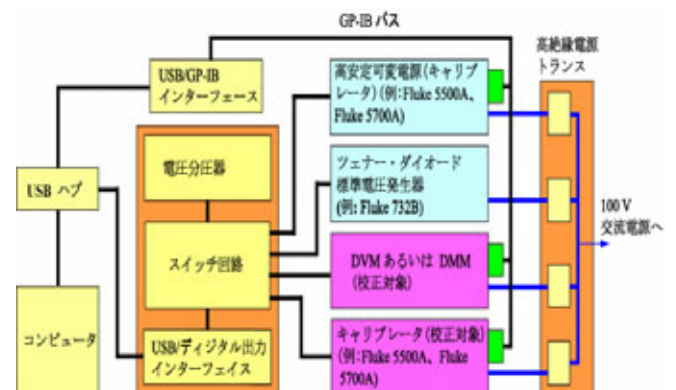 GP-IB バス
高絶縁電源
トランス
USB/GP-IB
インターフェース
高安定可変電源(キャリブ
レータ)(例:Fluke 5500A、
Fluke 5700A)
電圧分圧器
ツェナー・ダイオード
標準電圧発生器
(例: Fluke 732B)
USB ハブ
100 V
交流電源へ
スイッチ回路
DVM あるいは DMM
(校正対象)
コンピュータ
USB/ディジタル出力
インターフェイス
キャリブレータ(校正対象)
(例:Fluke 5500A、Fluke
5700A)